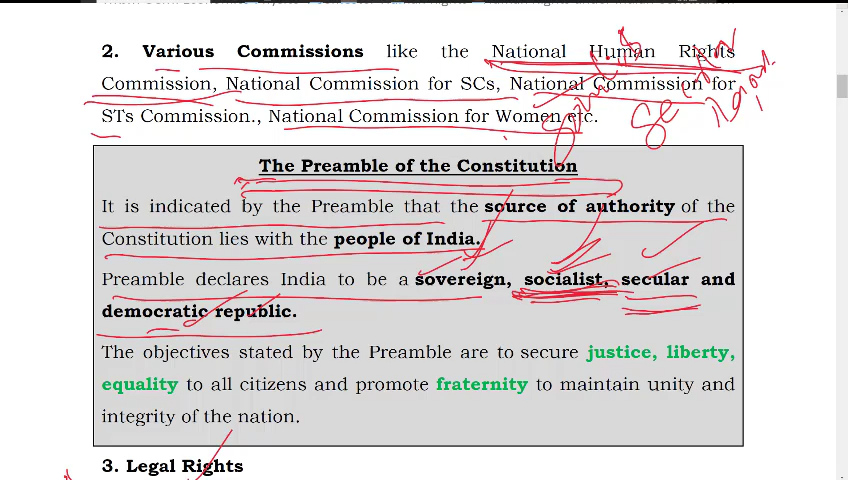 2. Various Commissions like the National Human Rights
Commission, National Commission for SCs, National Commission for
STs Commission., National Commission for Women etc.
The Preamble of the Constitution
It is indicated by the Preamble that the source of authority of the
Constitution lies with the people of India.
Preamble declares India to be a sovereign, socialist, secular and
democratic republic.
The objectives stated by the Preamble are to secure justice, liberty,
equality to all citizens and promote fraternity to maintain unity and
integrity of the nation.
3. Legal Rights